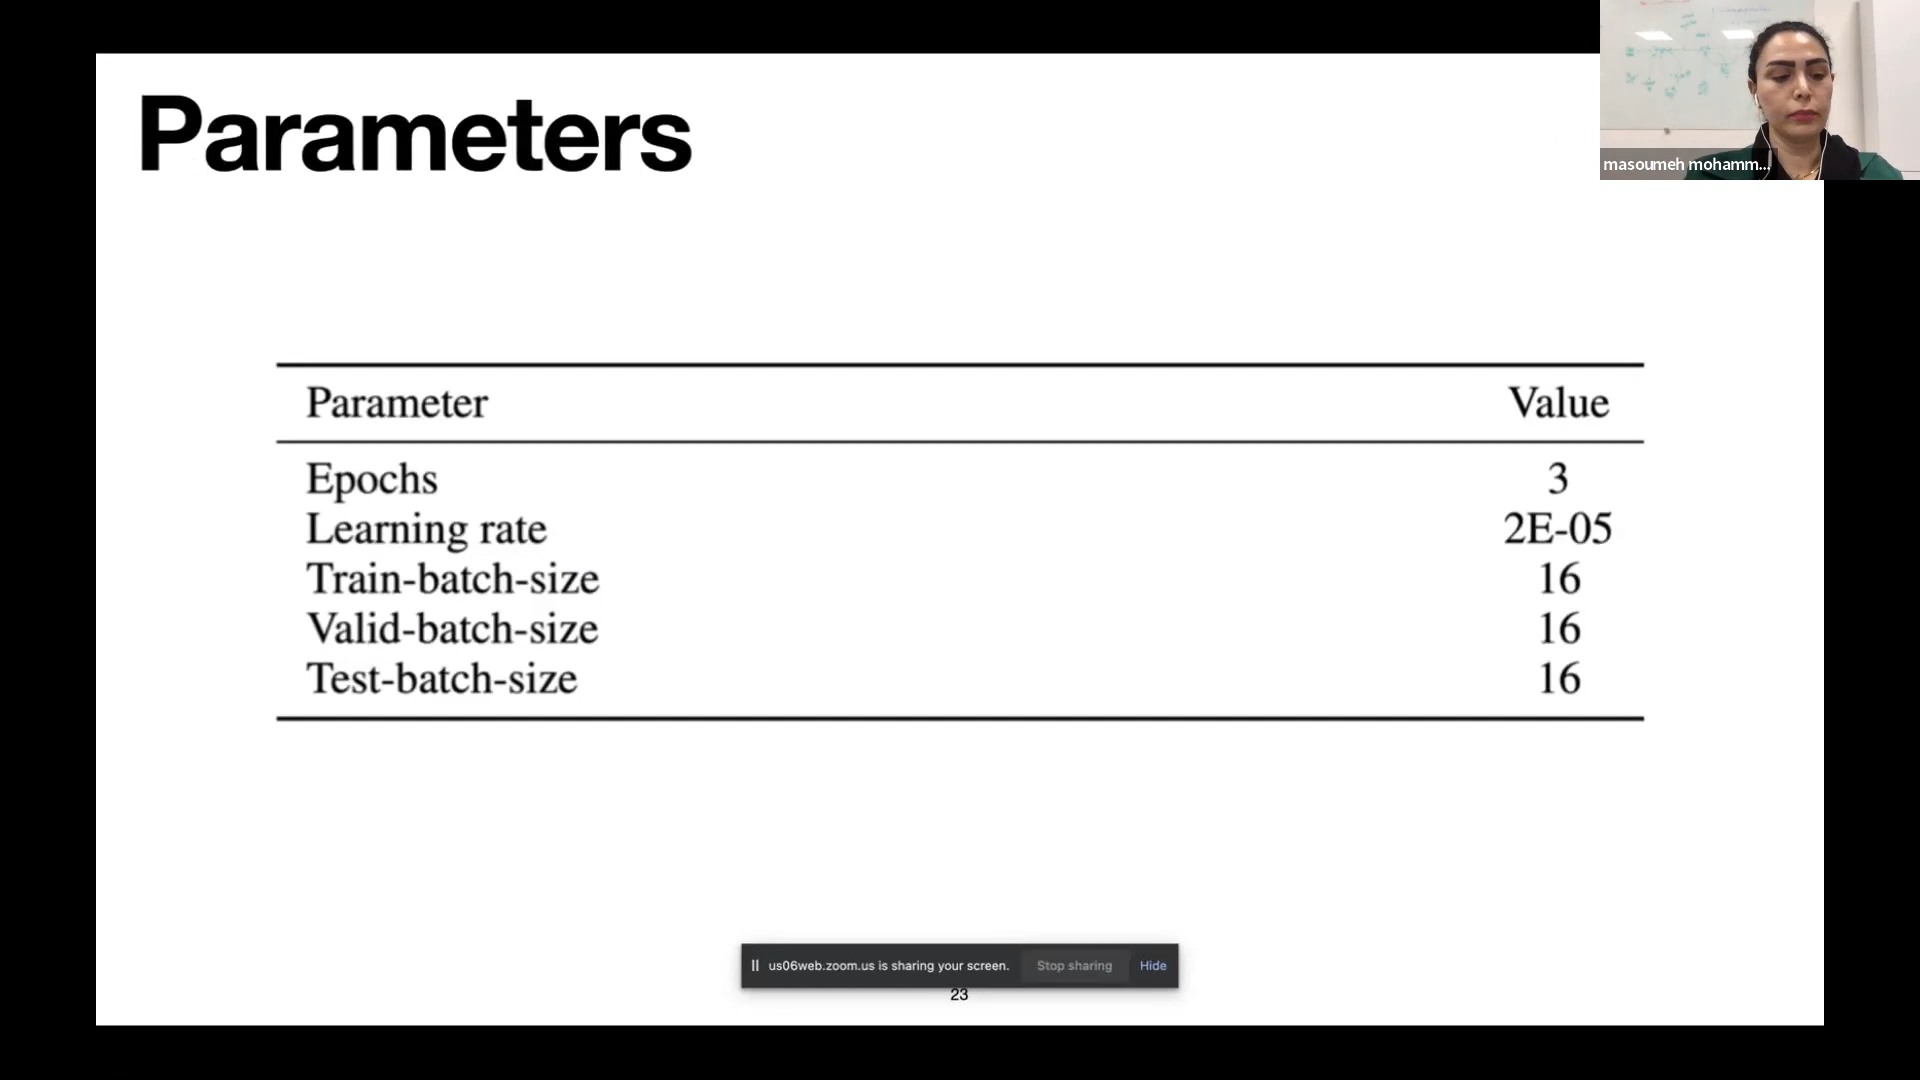 Parameters
masoumeh mohamm...
Parameter Value
Epochs 3
Learning rate 2E-05
Train-batch-size 16
Valid-batch-size 16
Test-batch-size 16
us06web.zoom.us is sharing your screen. Stop sharing Hide
23